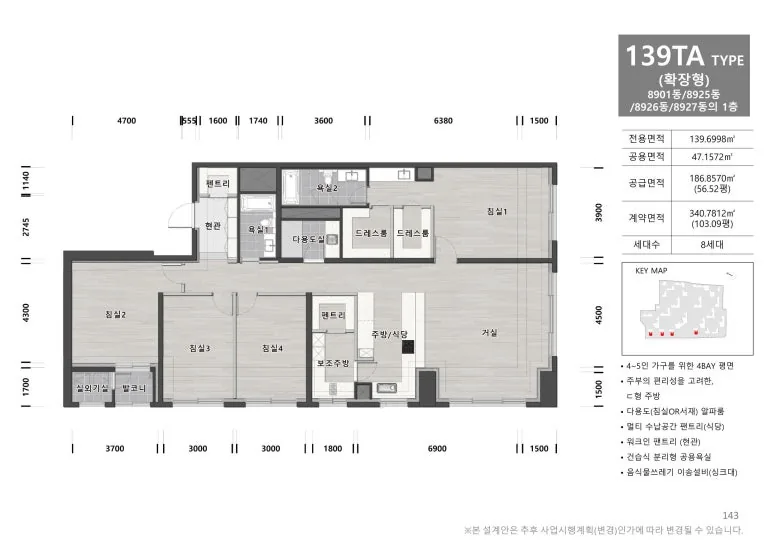 139TA TYPE
(확장형)
8901동/8925동
/8926동/8927동의 1층
전용면적 139.6998㎡
공용면적 47.1572㎡
공급면적 186.8570㎡
(56.52평)
계약면적 340.7812㎡
(103.09평)
세대수 8세대
KEY MAP
• 4~5인 가구를 위한 4BAY 평면
• 주부의 편리성을 고려한,
ㄷ형 주방
• 다용도(침실OR서재) 알파룸
• 멀티 수납공간 팬트리(식당)
• 워크인 팬트리 (현관)
• 건습식 분리형 공용욕실
• 음식물쓰레기 이송설비(싱크대)
4700 555 1600 1740 3600 6380 1500
1140
2745
4300
1700
3900
4500
1500
팬트리
현관
욕실1
욕실2
다용도실
드레스룸
드레스룸
침실1
침실2
침실3
침실4
팬트리
주방/식당
거실
보조주방
실외기실
발코니
3700 3000 3000 1800 6900 1500
143
※본 설계안은 추후 사업시행계획(변경)인가에 따라 변경될 수 있습니다.